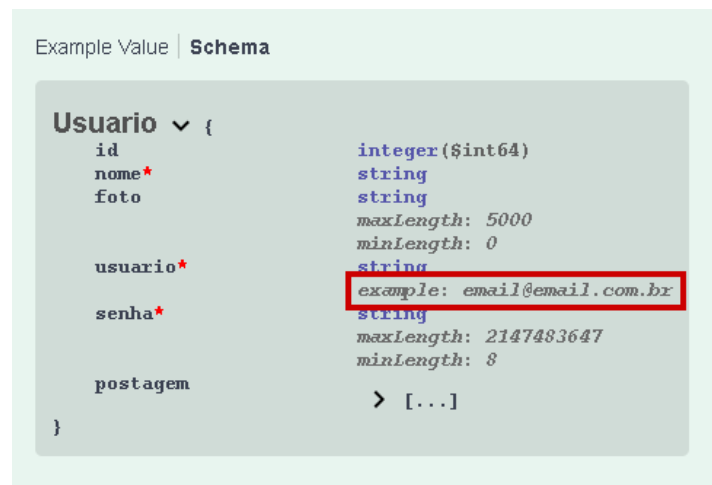 Example Value | Schema
Usuario {
id integer($int64)
nome* string
foto string
maxLength: 5000
minLength: 0
usuario* string
example: email@email.com.br
senha* string
maxLength: 2147483647
minLength: 8
postagem > [...]
}